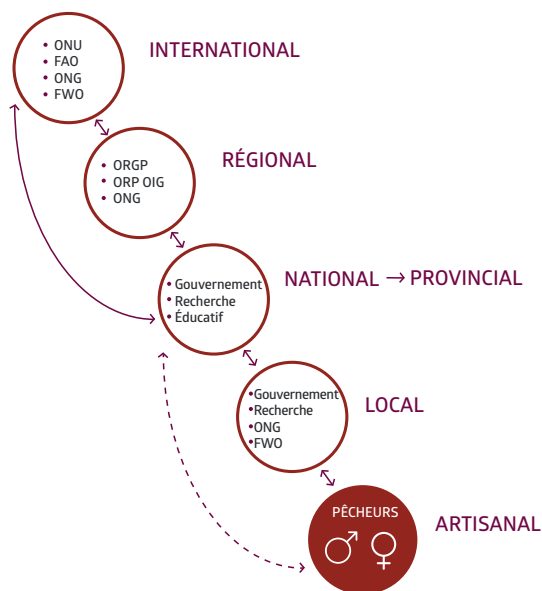 • ONU
• FAO
• ONG
• FWO
INTERNATIONAL
• ORGP
• ORP OIG
• ONG
RÉGIONAL
• Gouvernement
• Recherche
• Éducatif
NATIONAL → PROVINCIAL
• Gouvernement
• Recherche
• ONG
• FWO
LOCAL
PÊCHEURS
ARTISANAL